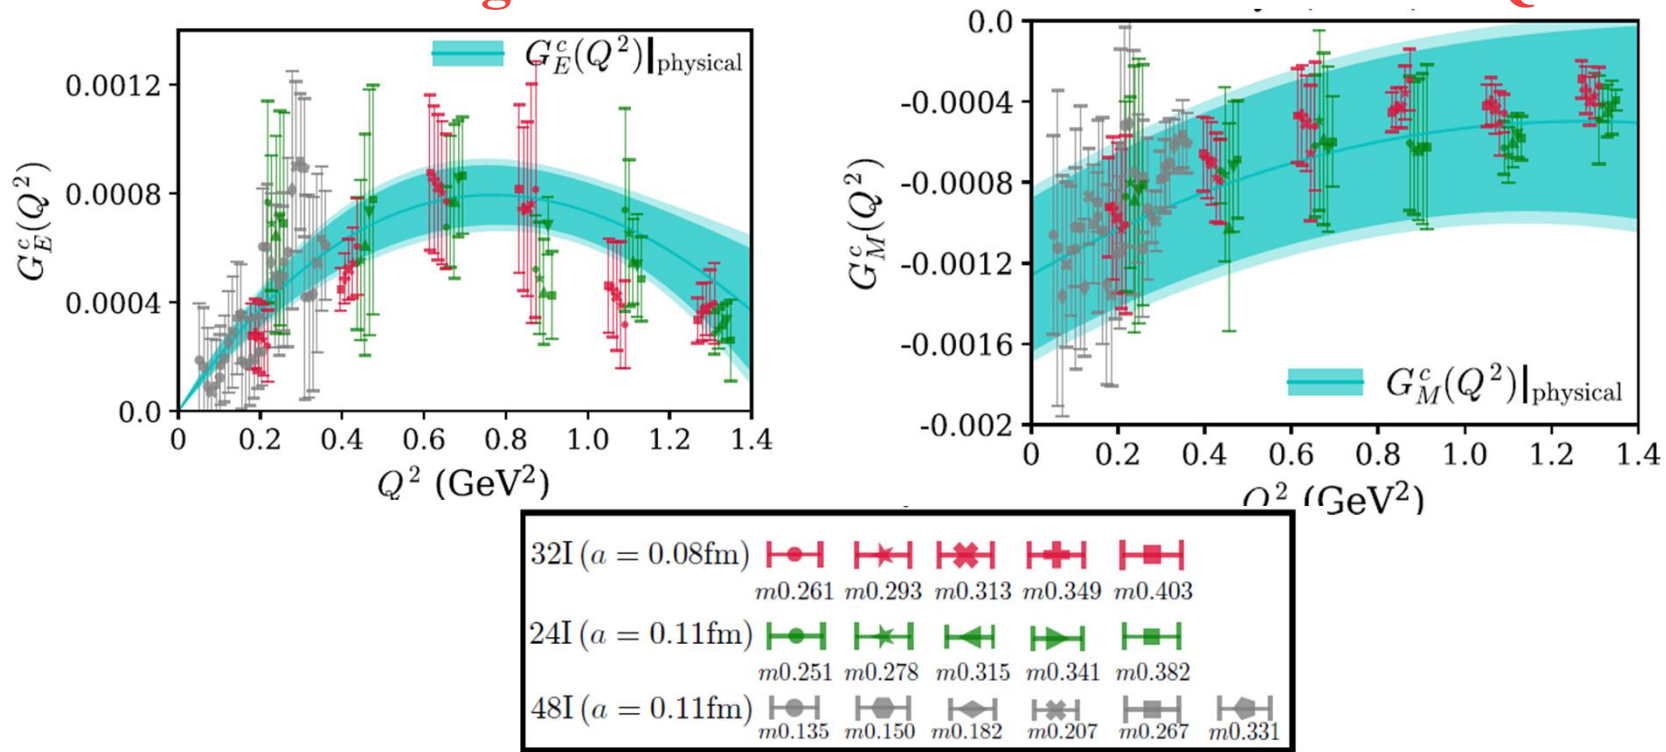 G_E^c(Q^2)|_physical
0.0012
0.0008
0.0004
0.0
G_E^c(Q^2)
0 0.2 0.4 0.6 0.8 1.0 1.2 1.4
Q^2 (GeV^2)
0.0
-0.0004
-0.0008
-0.0012
-0.0016
-0.002
G_M^c(Q^2)
G_M^c(Q^2)|_physical
0 0.2 0.4 0.6 0.8 1.0 1.2 1.4
Q^2 (GeV^2)
32I (a = 0.08fm)
m0.261 m0.293 m0.313 m0.349 m0.403
24I (a = 0.11fm)
m0.251 m0.278 m0.315 m0.341 m0.382
48I (a = 0.11fm)
m0.135 m0.150 m0.182 m0.207 m0.267 m0.331